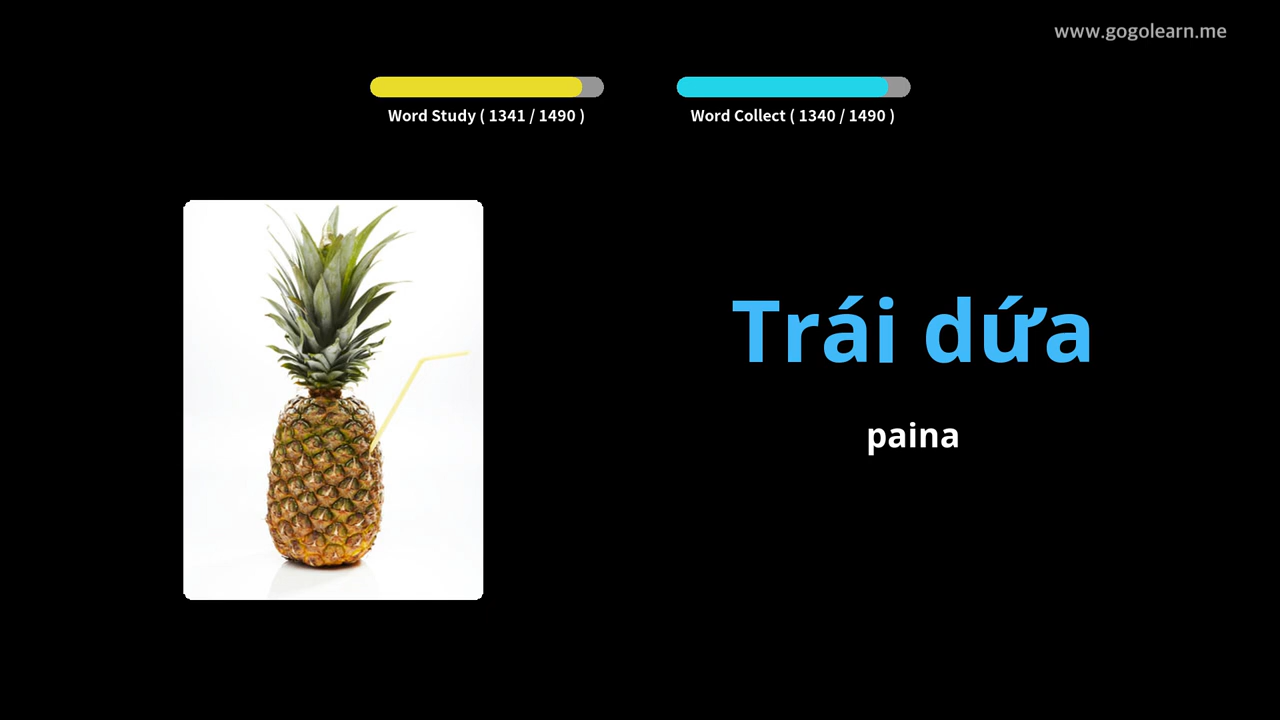 www.gogolearn.me
Word Study ( 1341 / 1490 )
Word Collect ( 1340 / 1490 )
Trái dứa
paina